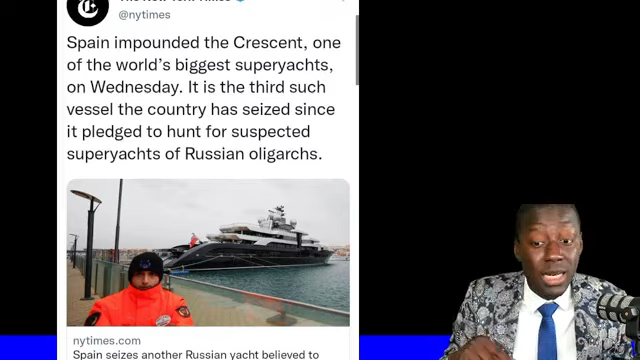 @nytimes
Spain impounded the Crescent, one
of the world's biggest superyachts,
on Wednesday. It is the third such
vessel the country has seized since
it pledged to hunt for suspected
superyachts of Russian oligarchs.
nytimes.com
Spain seizes another Russian yacht believed to